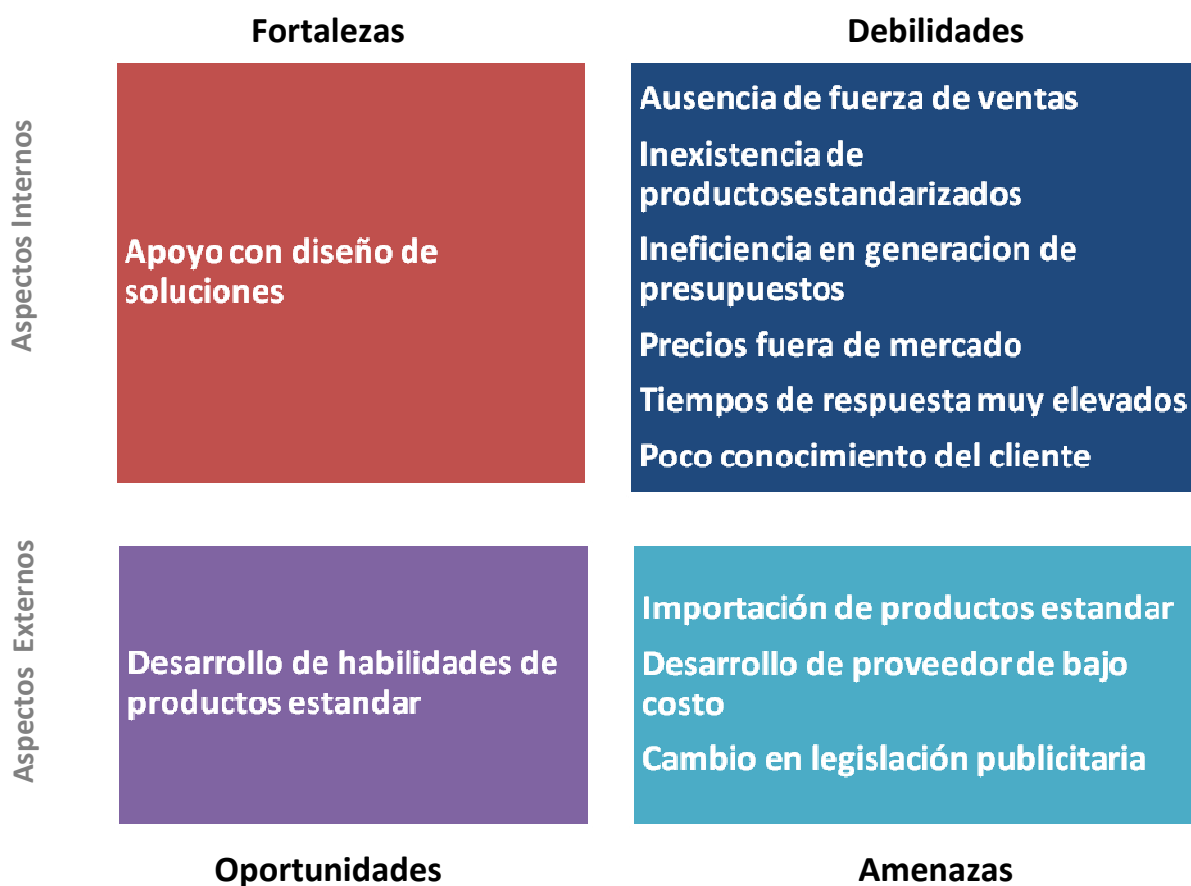 Fortalezas
Debilidades
Aspectos Internos
Apoyo con diseño de
soluciones
Ausencia de fuerza de ventas
Inexistencia de
productosestandarizados
Ineficiencia en generacion de
presupuestos
Precios fuera de mercado
Tiempos de respuesta muy elevados
Poco conocimiento del cliente
Aspectos Externos
Desarrollo de habilidades de
productos estandar
Importación de productos estandar
Desarrollo de proveedor de bajo
costo
Cambio en legislación publicitaria
Oportunidades
Amenazas